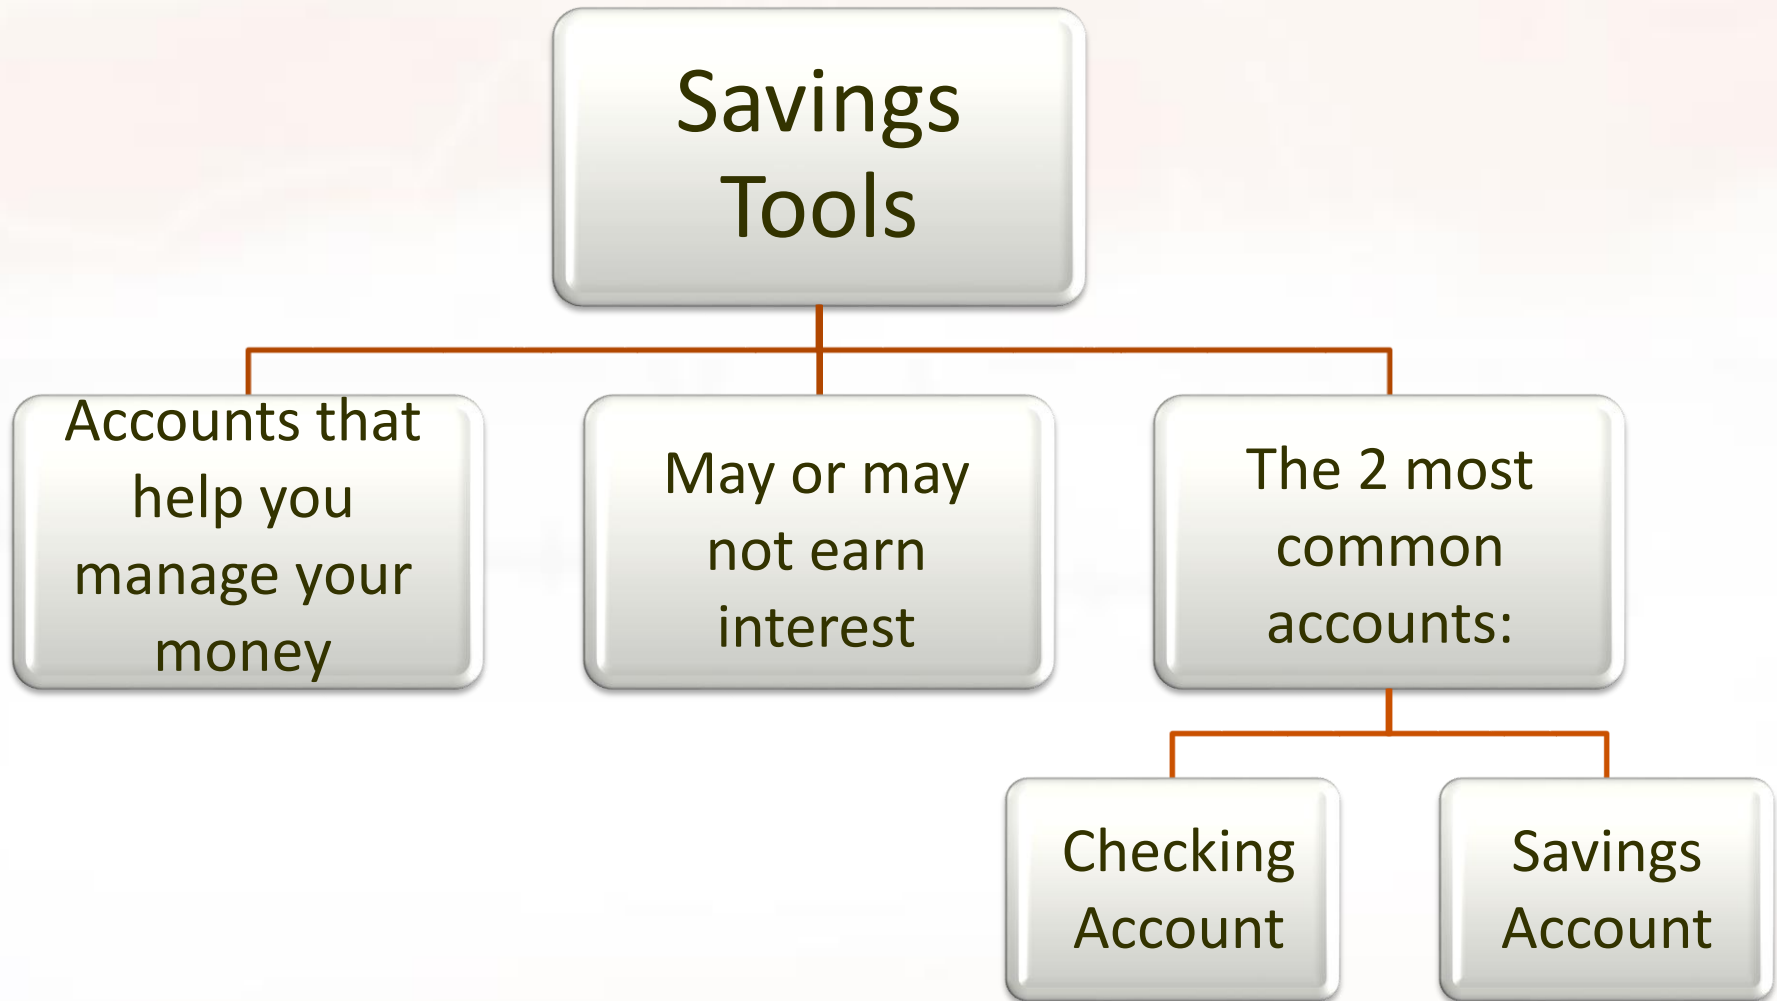 Savings
Tools
Accounts that
help you
manage your
money
May or may
not earn
interest
The 2 most
common
accounts:
Checking
Account
Savings
Account